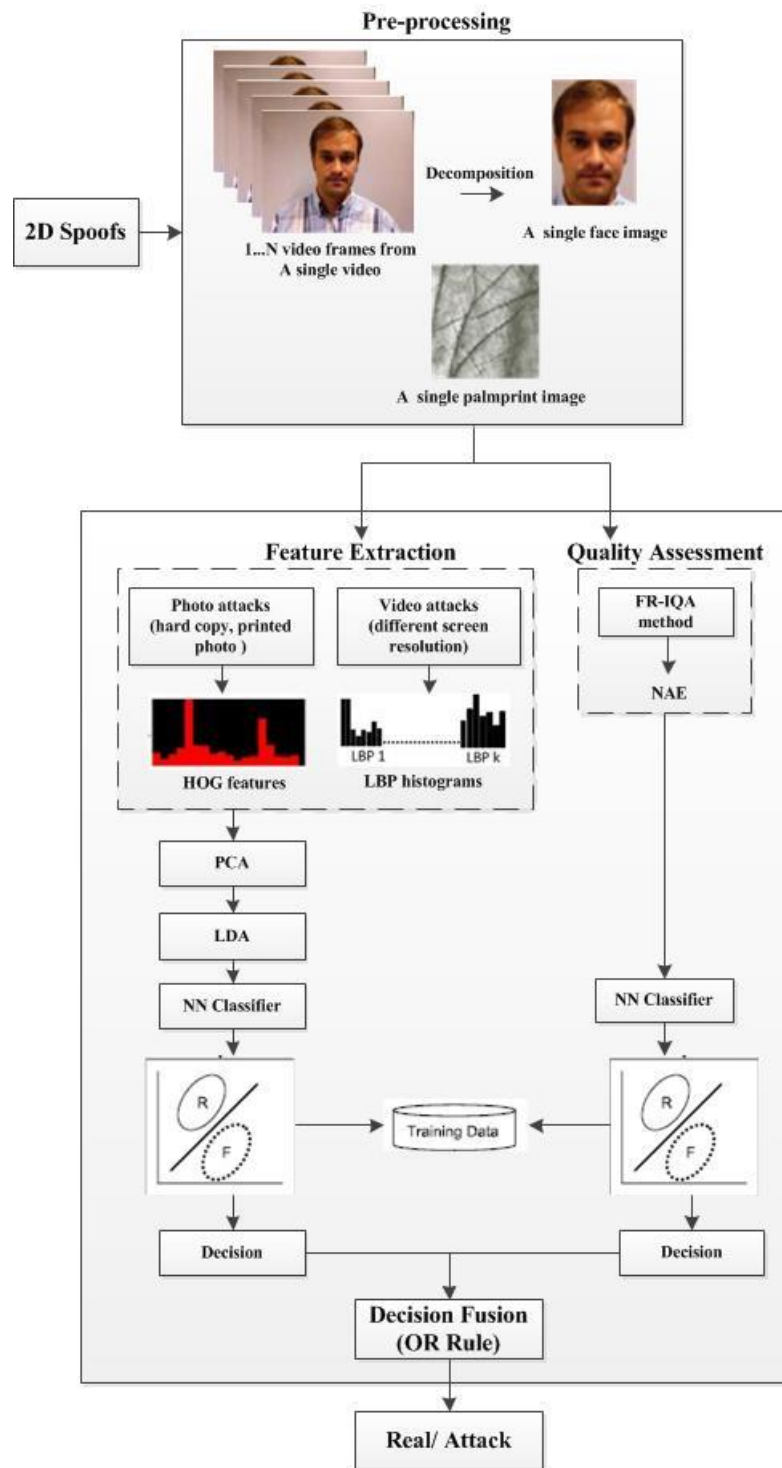 Pre-processing
Decomposition
2D Spoofs
1...N video frames from
A single video
A single face image
A single palmprint image
Feature Extraction
Quality Assessment
Photo attacks
(hard copy, printed
photo )
Video attacks
(different screen
resolution)
FR-IQA
method
NAE
LBP 1
LBP k
HOG features
LBP histograms
PCA
LDA
NN Classifier
NN Classifier
R
F
Training Data
R
F
Decision
Decision
Decision Fusion
(OR Rule)
Real/ Attack